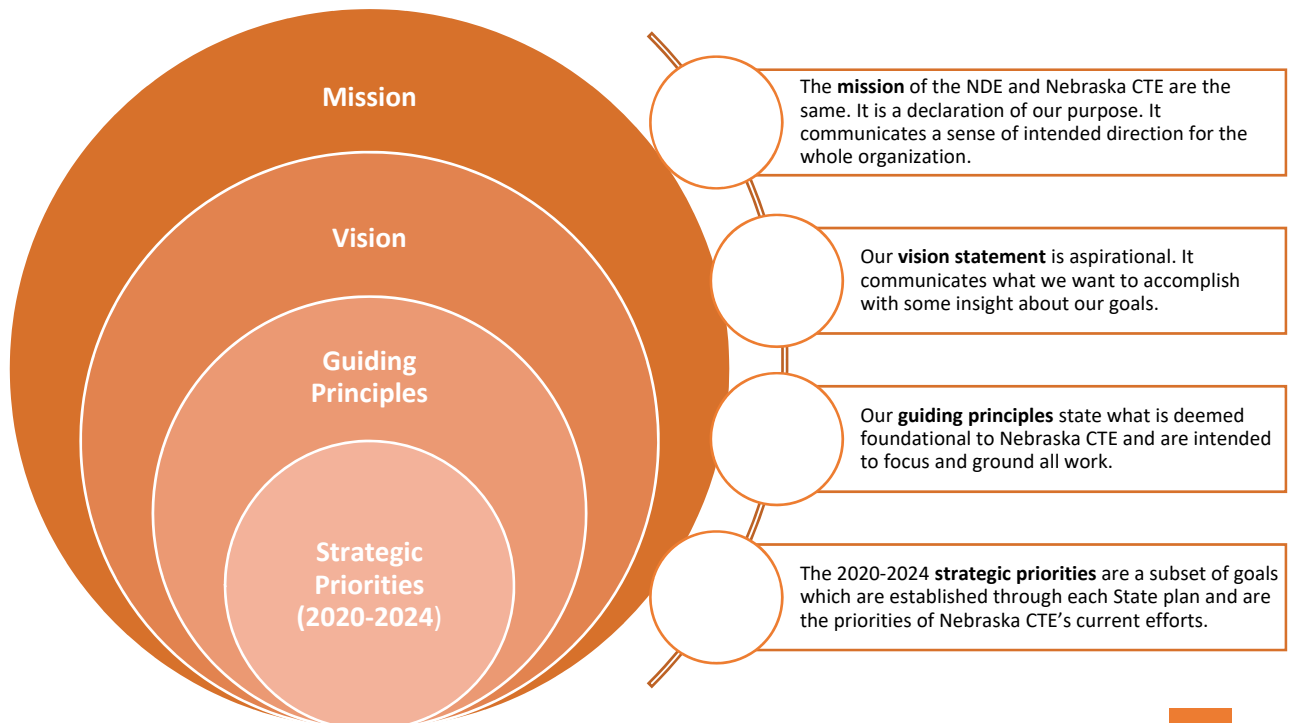 Mission
Vision
Guiding
Principles
Strategic
Priorities
(2020-2024)
The mission of the NDE and Nebraska CTE are the
same. It is a declaration of our purpose. It
communicates a sense of intended direction for the
whole organization.
Our vision statement is aspirational. It
communicates what we want to accomplish
with some insight about our goals.
Our guiding principles state what is deemed
foundational to Nebraska CTE and are intended
to focus and ground all work.
The 2020-2024 strategic priorities are a subset of goals
which are established through each State plan and are
the priorities of Nebraska CTE’s current efforts.